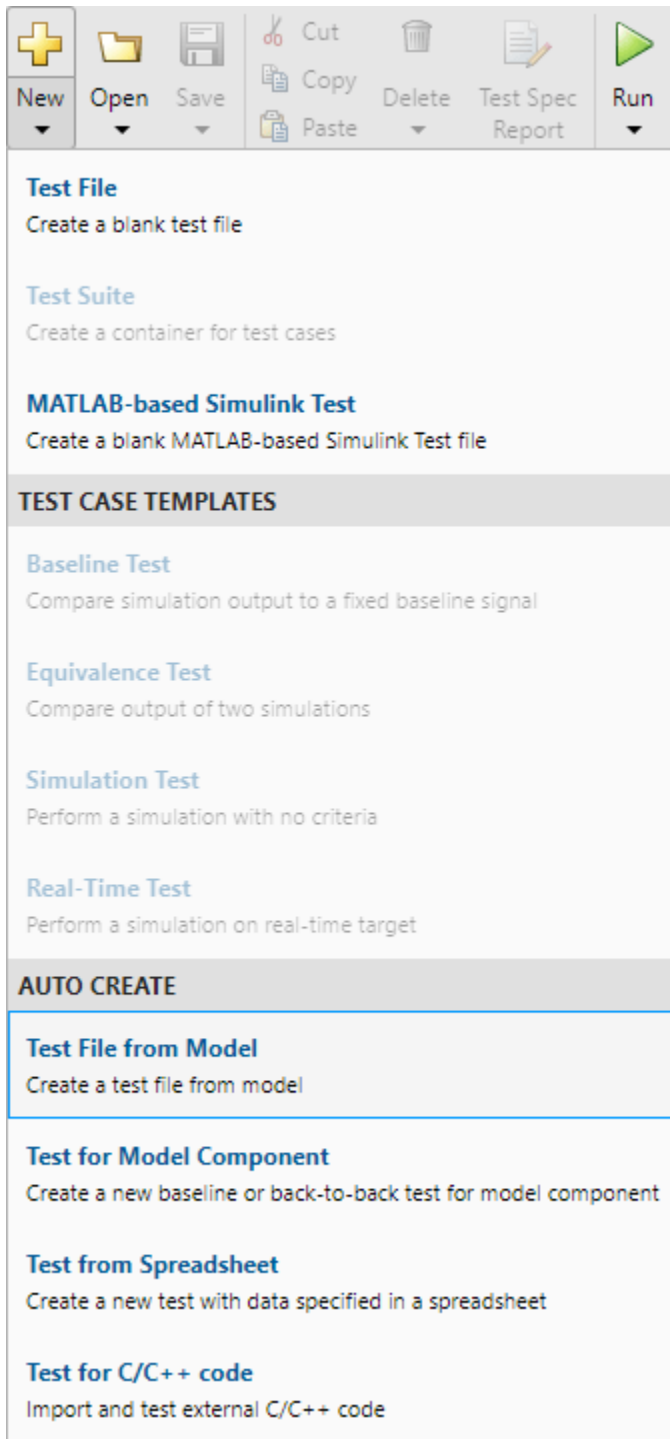 New
Open
Save
Cut
Copy
Paste
Delete
Test Spec
Report
Run
Test File
Create a blank test file
Test Suite
Create a container for test cases
MATLAB-based Simulink Test
Create a blank MATLAB-based Simulink Test file
TEST CASE TEMPLATES
Baseline Test
Compare simulation output to a fixed baseline signal
Equivalence Test
Compare output of two simulations
Simulation Test
Perform a simulation with no criteria
Real-Time Test
Perform a simulation on real-time target
AUTO CREATE
Test File from Model
Create a test file from model
Test for Model Component
Create a new baseline or back-to-back test for model component
Test from Spreadsheet
Create a new test with data specified in a spreadsheet
Test for C/C++ code
Import and test external C/C++ code